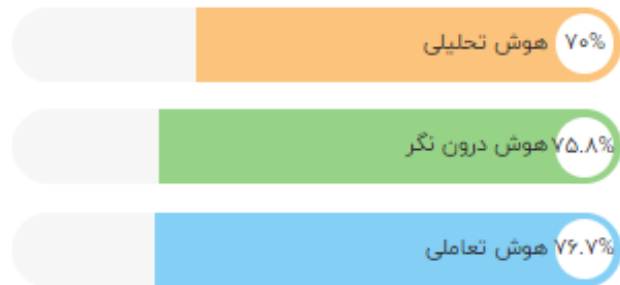 ۷۰% هوش تحلیلی
۷۵.۸% هوش درون نگر
۷۶.۷% هوش تعاملی